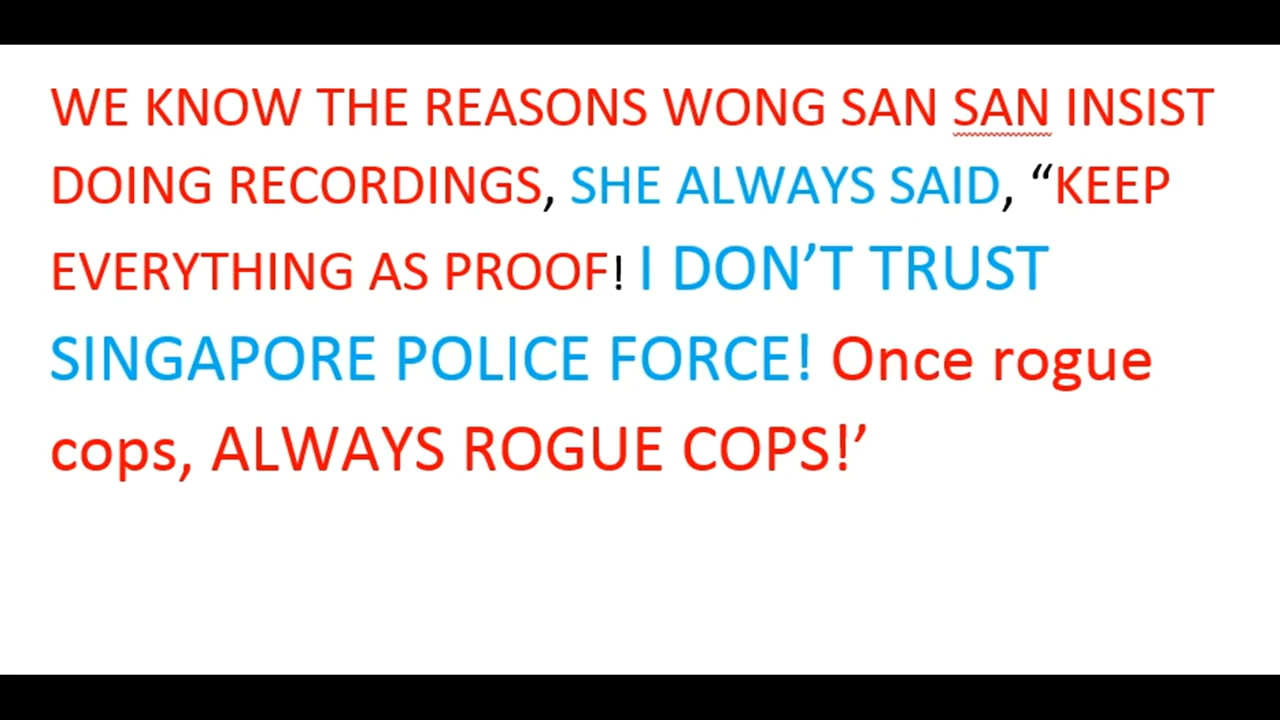 WE KNOW THE REASONS WONG SAN SAN INSIST
DOING RECORDINGS, SHE ALWAYS SAID, “KEEP
EVERYTHING AS PROOF! I DON’T TRUST
SINGAPORE POLICE FORCE! Once rogue
cops, ALWAYS ROGUE COPS!’